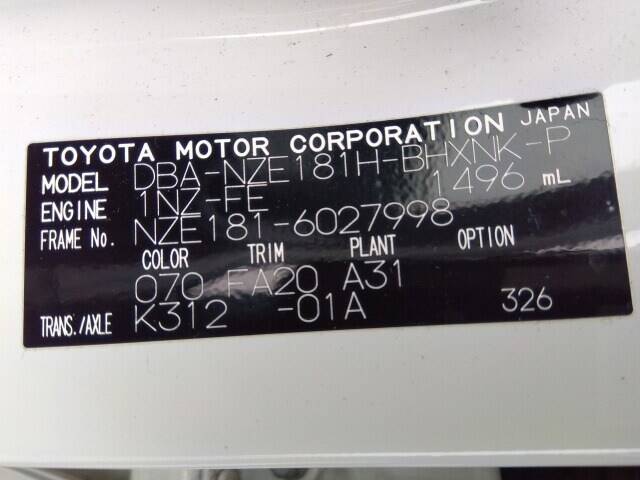 TOYOTA MOTOR CORPORATION JAPAN
MODEL DBA-NZE181H-BHXNK-P
ENGINE 1NZ-FE 1496 mL
FRAME No. NZE181-6027998
COLOR TRIM PLANT OPTION
070 FA20 A31
TRANS./AXLE K312 -01A 326